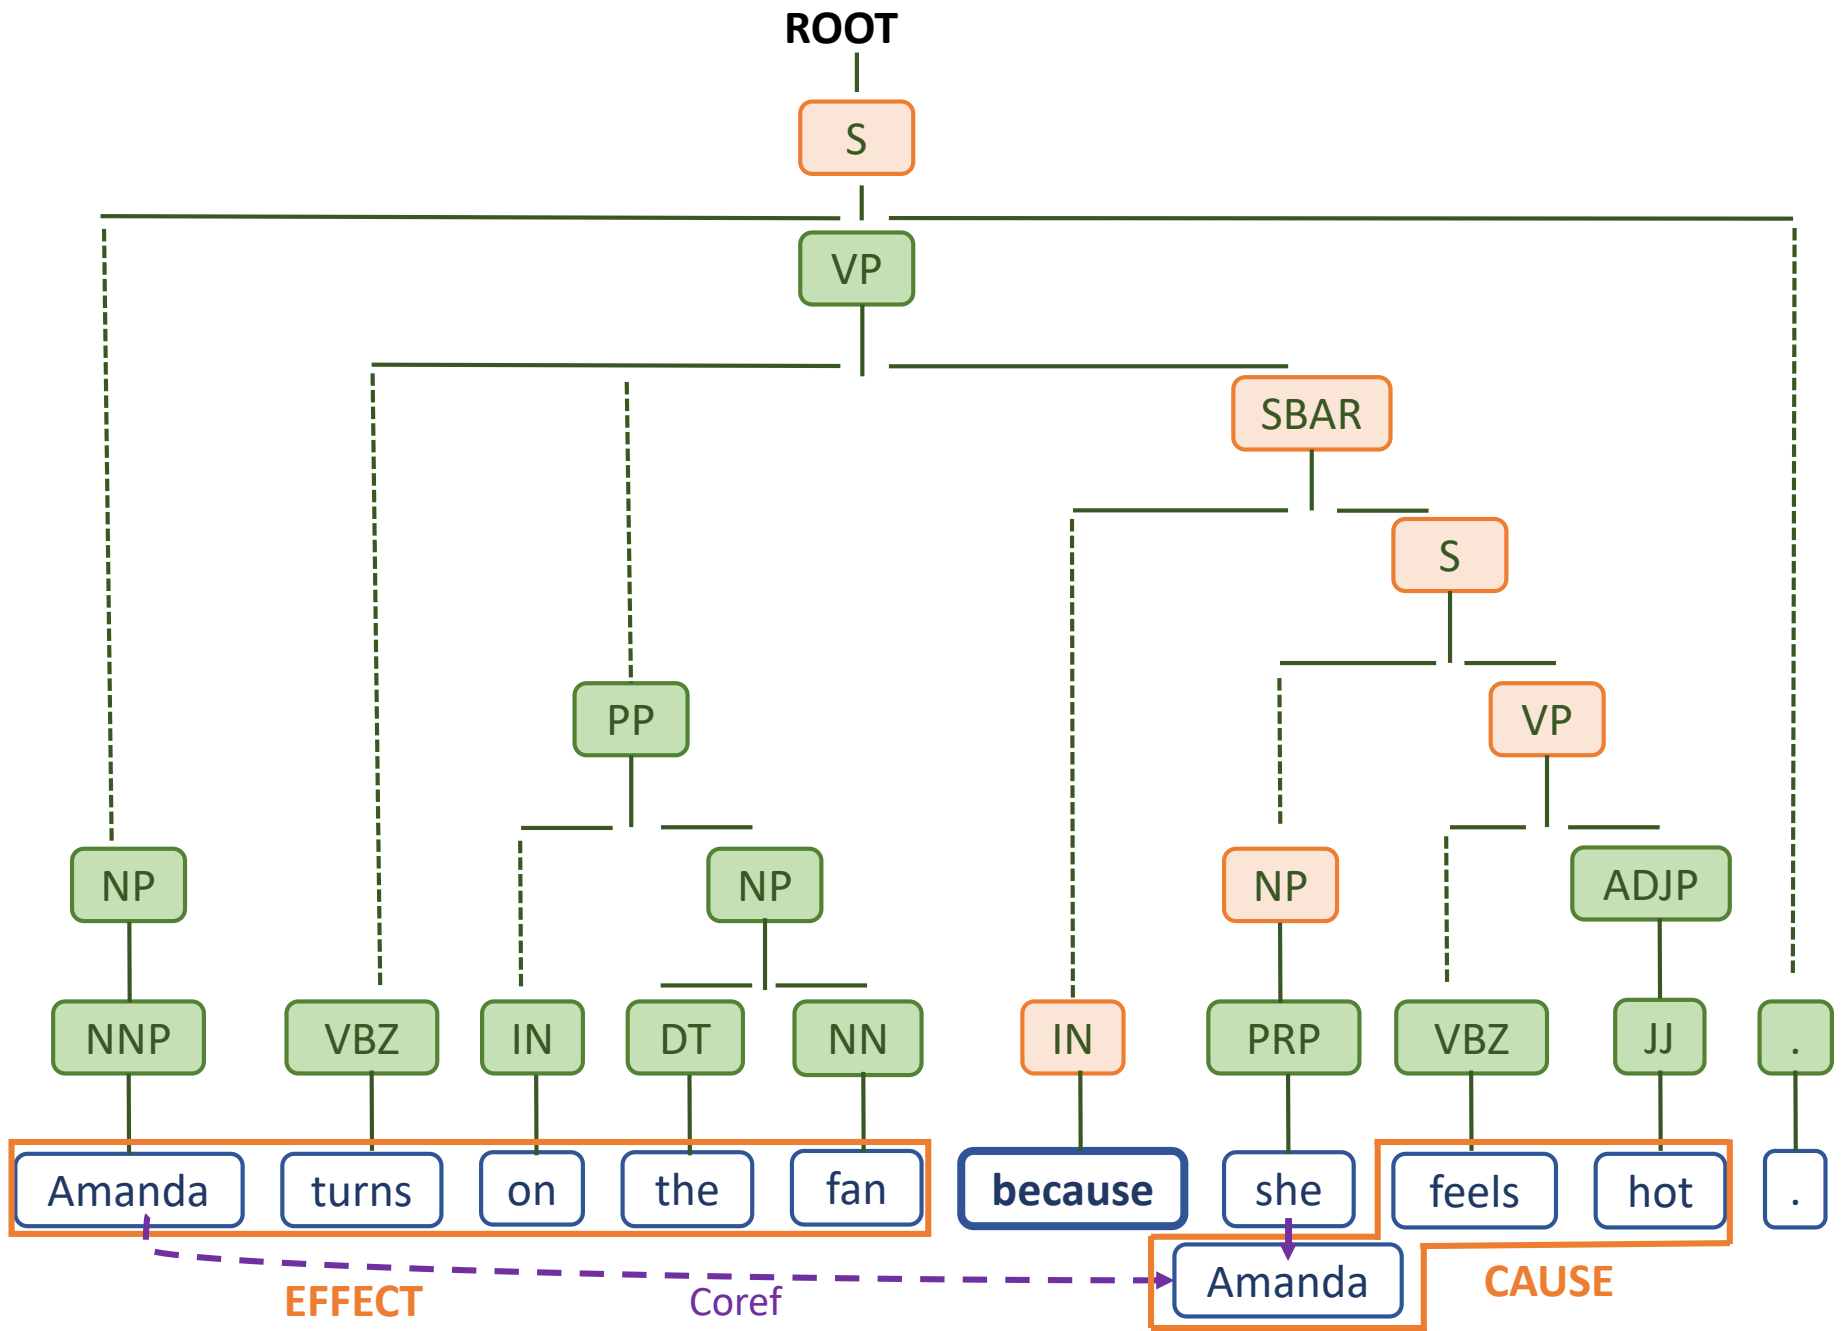 ROOT
S
VP
SBAR
S
PP VP
NP NP NP ADJP
NNP VBZ IN DT NN IN PRP VBZ JJ .
Amanda turns on the fan because she feels hot .
Amanda
EFFECT Coref CAUSE